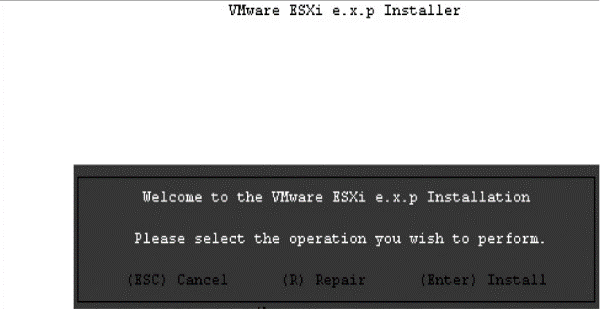 VMware ESXi e.x.p Installer
Welcome to the VMware ESXi e.x.p Installation
Please select the operation you wish to perform.
(ESC) Cancel (R) Repair (Enter) Install